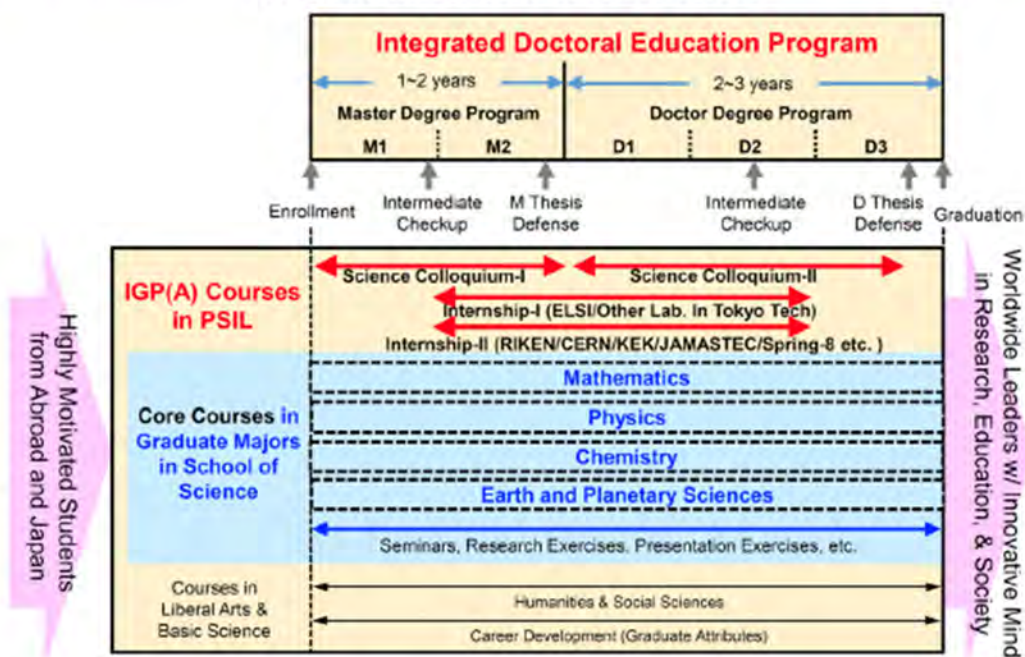 Integrated Doctoral Education Program
1~2 years
2~3 years
Master Degree Program
Doctor Degree Program
M1
M2
D1
D2
D3
Enrollment
Intermediate
Checkup
M Thesis
Defense
Intermediate
Checkup
D Thesis
Defense
Graduation
Highly Motivated Students
from Abroad and Japan
IGP(A) Courses
in PSIL
Science Colloquium-I
Science Colloquium-II
Internship-I (ELSI/Other Lab. In Tokyo Tech)
Internship-II (RIKEN/CERN/KEK/JAMASTEC/Spring-8 etc. )
Core Courses in
Graduate Majors
in School of
Science
Mathematics
Physics
Chemistry
Earth and Planetary Sciences
Seminars, Research Exercises, Presentation Exercises, etc.
Courses in
Liberal Arts &
Basic Science
Humanities & Social Sciences
Career Development (Graduate Attributes)
Worldwide Leaders w/ Innovative Mind
in Research, Education, & Society